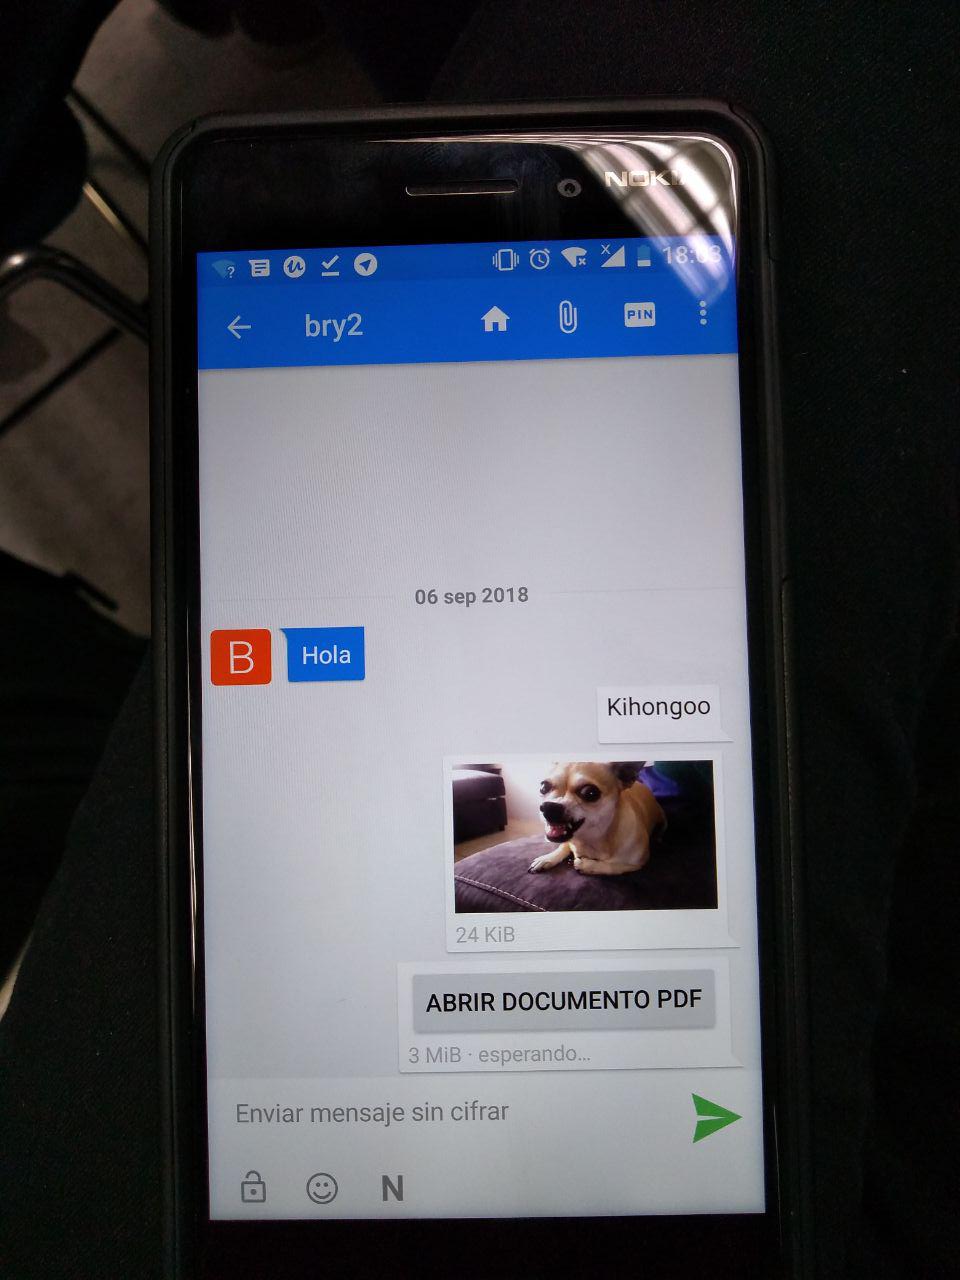 NOKIA
18:03
bry2
PIN
06 sep 2018
B
Hola
Kihongoo
24 KiB
ABRIR DOCUMENTO PDF
3 MiB · esperando...
Enviar mensaje sin cifrar
N